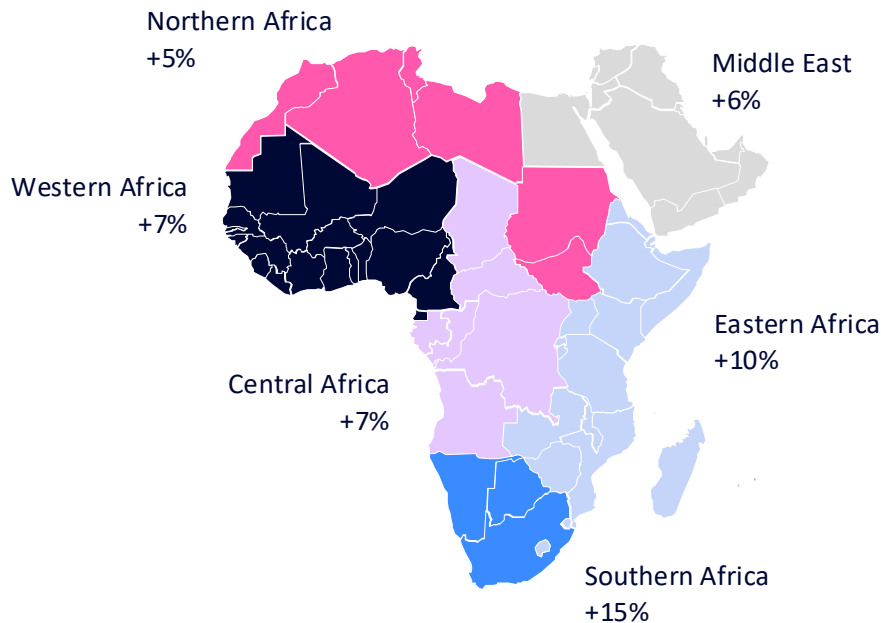 Northern Africa
+5%
Middle East
+6%
Western Africa
+7%
Eastern Africa
+10%
Central Africa
+7%
Southern Africa
+15%